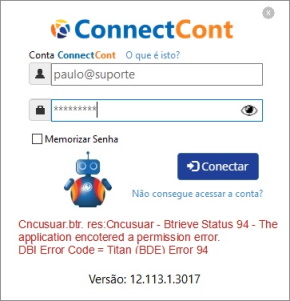 ConnectCont
Conta ConnectCont O que é isto?
paulo@suporte
*********
Memorizar Senha
Conectar
Não consegue acessar a conta?
Cncusuar.btr. res:Cncusuar - Btrieve Status 94 - The
application encotered a permission error.
DBI Error Code = Titan (BDE) Error 94
Versão: 12.113.1.3017